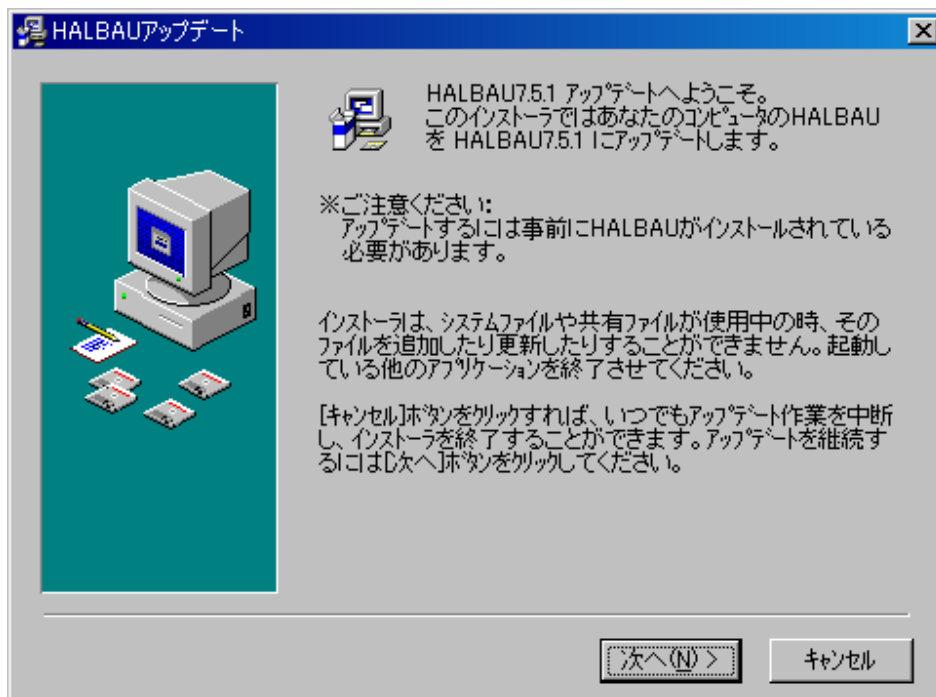 HALBAUアップデート
HALBAU7.5.1 アップデートへようこそ。
このインストーラではあなたのコンピュータのHALBAU
を HALBAU7.5.1 にアップデートします。
※ご注意ください:
アップデートするには事前にHALBAUがインストールされている
必要があります。
インストーラは、システムファイルや共有ファイルが使用中の時、その
ファイルを追加したり更新したりすることができません。起動し
ている他のアプリケーションを終了させてください。
[キャンセル]ボタンをクリックすれば、いつでもアップデート作業を中断
し、インストーラを終了することができます。アップデートを継続す
るには[次へ]ボタンをクリックしてください。
次へ(N) >
キャンセル